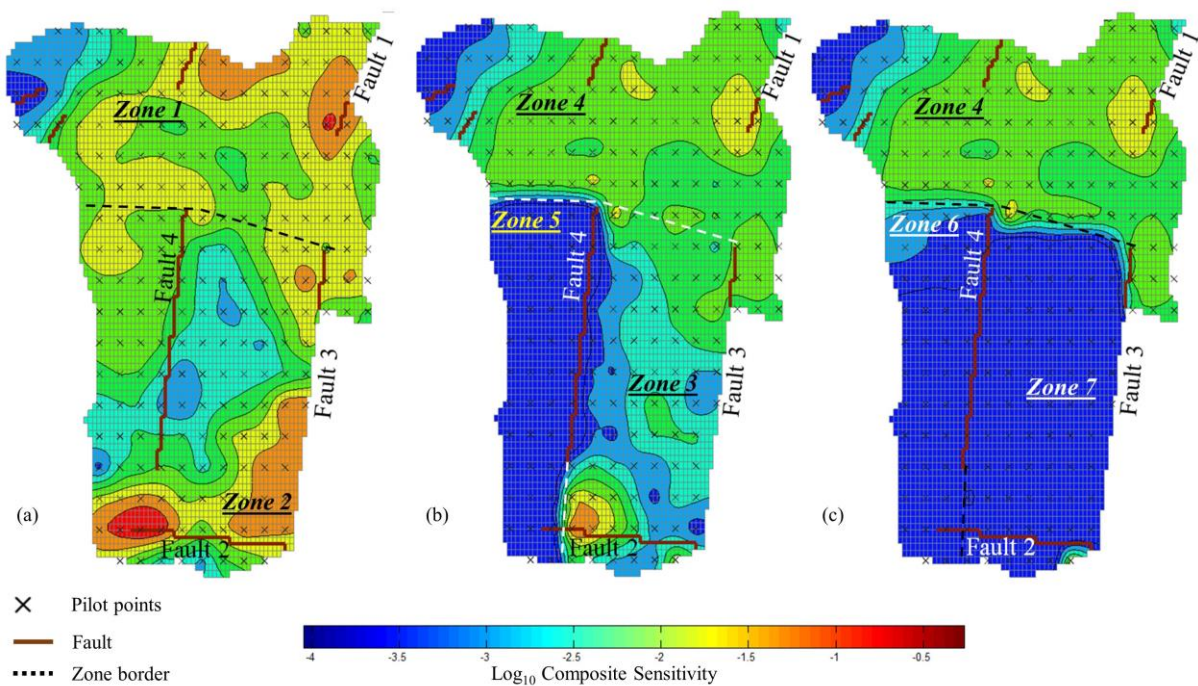 Zone 1
Fault 1
Fault 4
Fault 3
Zone 2
(a)
Fault 2
Zone 4
Fault 1
Zone 5
Fault 4
Zone 3
Fault 3
(b)
Fault 2
Zone 4
Fault 1
Zone 6
Fault 4
Zone 7
Fault 3
(c)
Fault 2
Pilot points
Fault
Zone border
-4 -3.5 -3 -2.5 -2 -1.5 -1 -0.5
Log₁₀ Composite Sensitivity